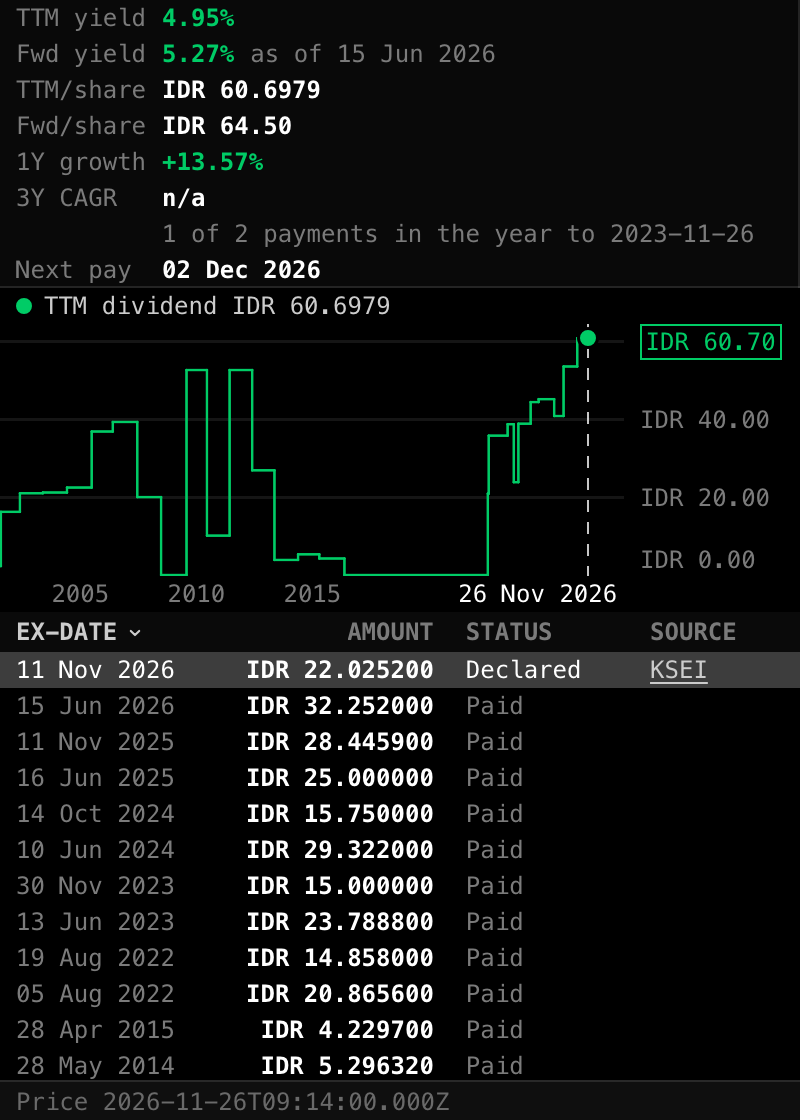 TTM yield 4.95%
Fwd yield 5.27% as of 15 Jun 2026
TTM/share IDR 60.6979
Fwd/share IDR 64.50
1Y growth +13.57%
3Y CAGR n/a
1 of 2 payments in the year to 2023-11-26
Next pay 02 Dec 2026
TTM dividend IDR 60.6979
IDR 60.70
IDR 40.00
IDR 20.00
IDR 0.00
2005 2010 2015 26 Nov 2026
EX-DATE AMOUNT STATUS SOURCE
11 Nov 2026 IDR 22.025200 Declared KSEI
15 Jun 2026 IDR 32.252000 Paid
11 Nov 2025 IDR 28.445900 Paid
16 Jun 2025 IDR 25.000000 Paid
14 Oct 2024 IDR 15.750000 Paid
10 Jun 2024 IDR 29.322000 Paid
30 Nov 2023 IDR 15.000000 Paid
13 Jun 2023 IDR 23.788800 Paid
19 Aug 2022 IDR 14.858000 Paid
05 Aug 2022 IDR 20.865600 Paid
28 Apr 2015 IDR 4.229700 Paid
28 May 2014 IDR 5.296320 Paid
Price 2026-11-26T09:14:00.000Z